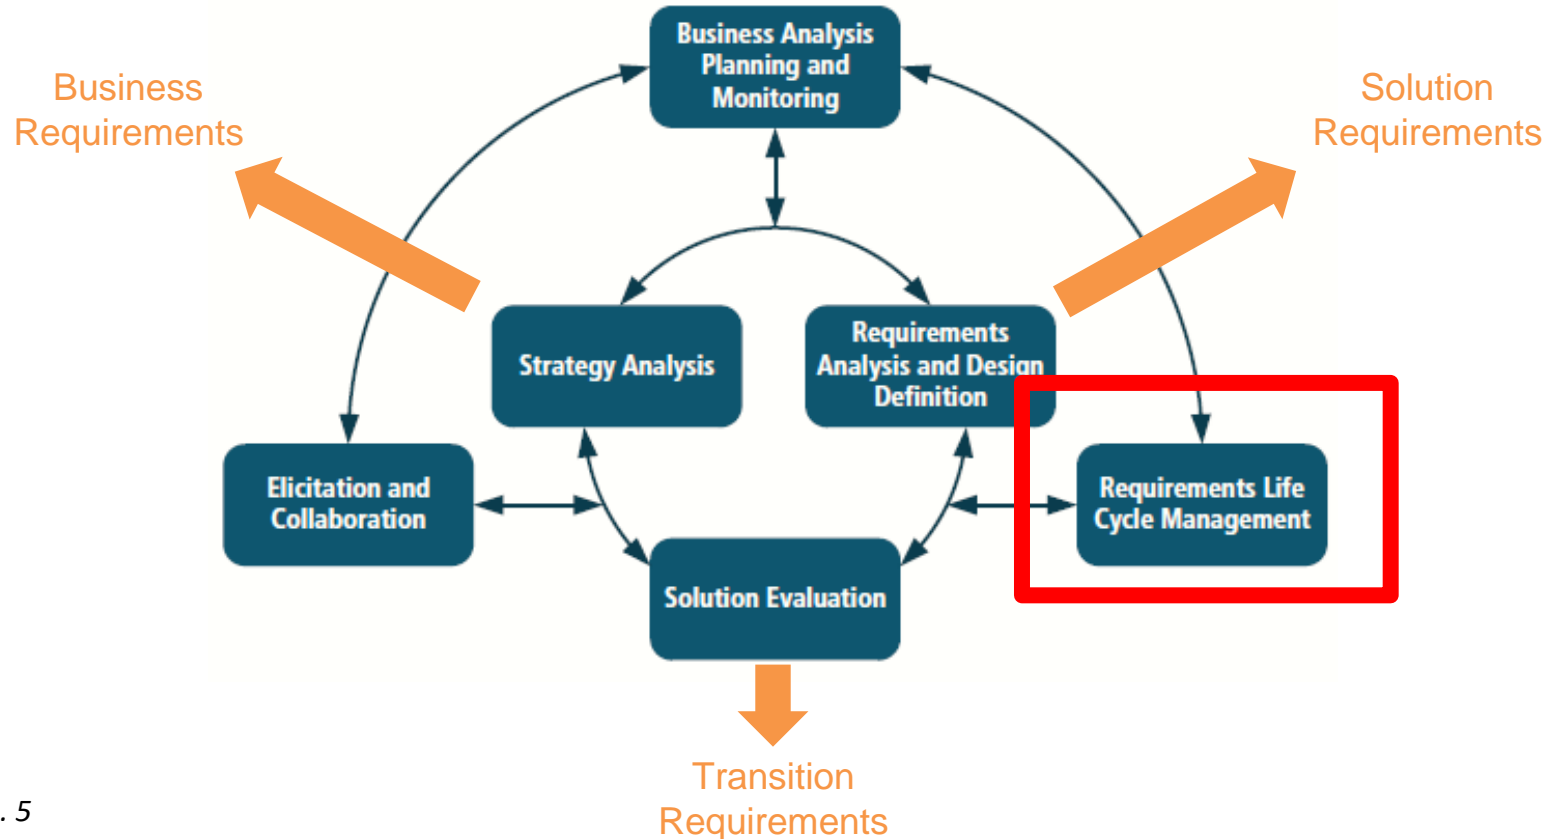 Business Analysis
Planning and
Monitoring
Business
Requirements
Solution
Requirements
Strategy Analysis
Requirements
Analysis and Design
Definition
Elicitation and
Collaboration
Requirements Life
Cycle Management
Solution Evaluation
Transition
Requirements
. 5